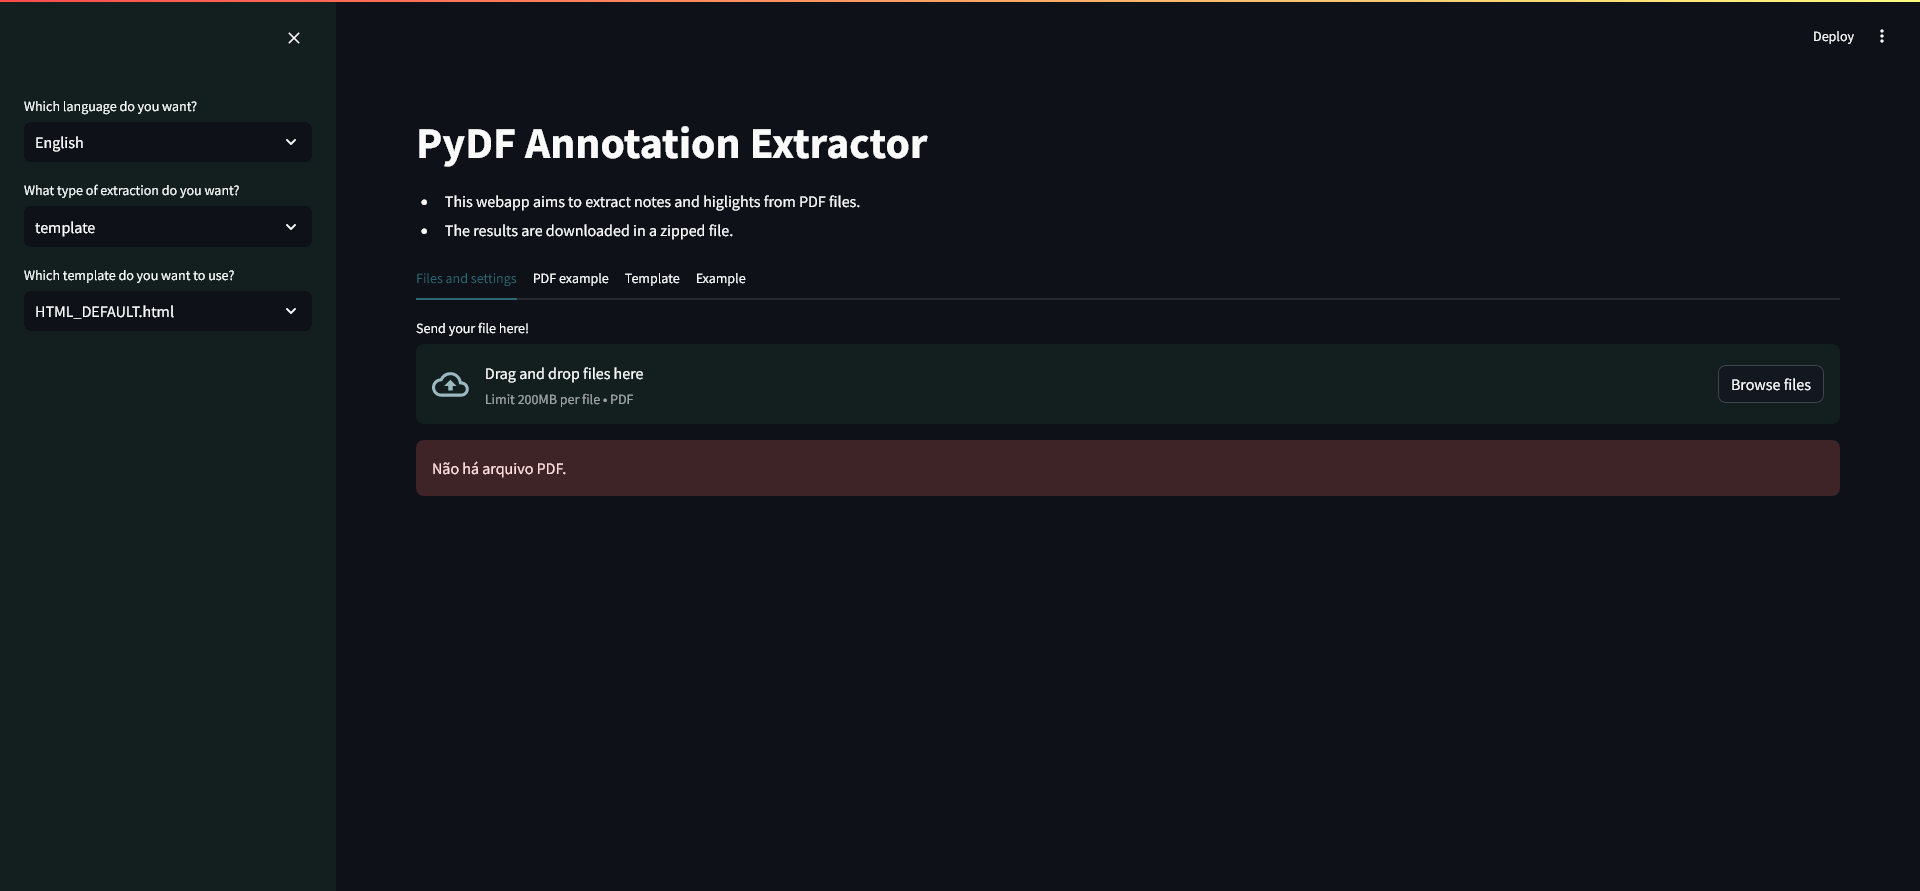 Deploy
Which language do you want?
English
What type of extraction do you want?
template
Which template do you want to use?
HTML_DEFAULT.html
PyDF Annotation Extractor
• This webapp aims to extract notes and higlights from PDF files.
• The results are downloaded in a zipped file.
Files and settings PDF example Template Example
Send your file here!
Drag and drop files here
Limit 200MB per file • PDF
Browse files
Não há arquivo PDF.